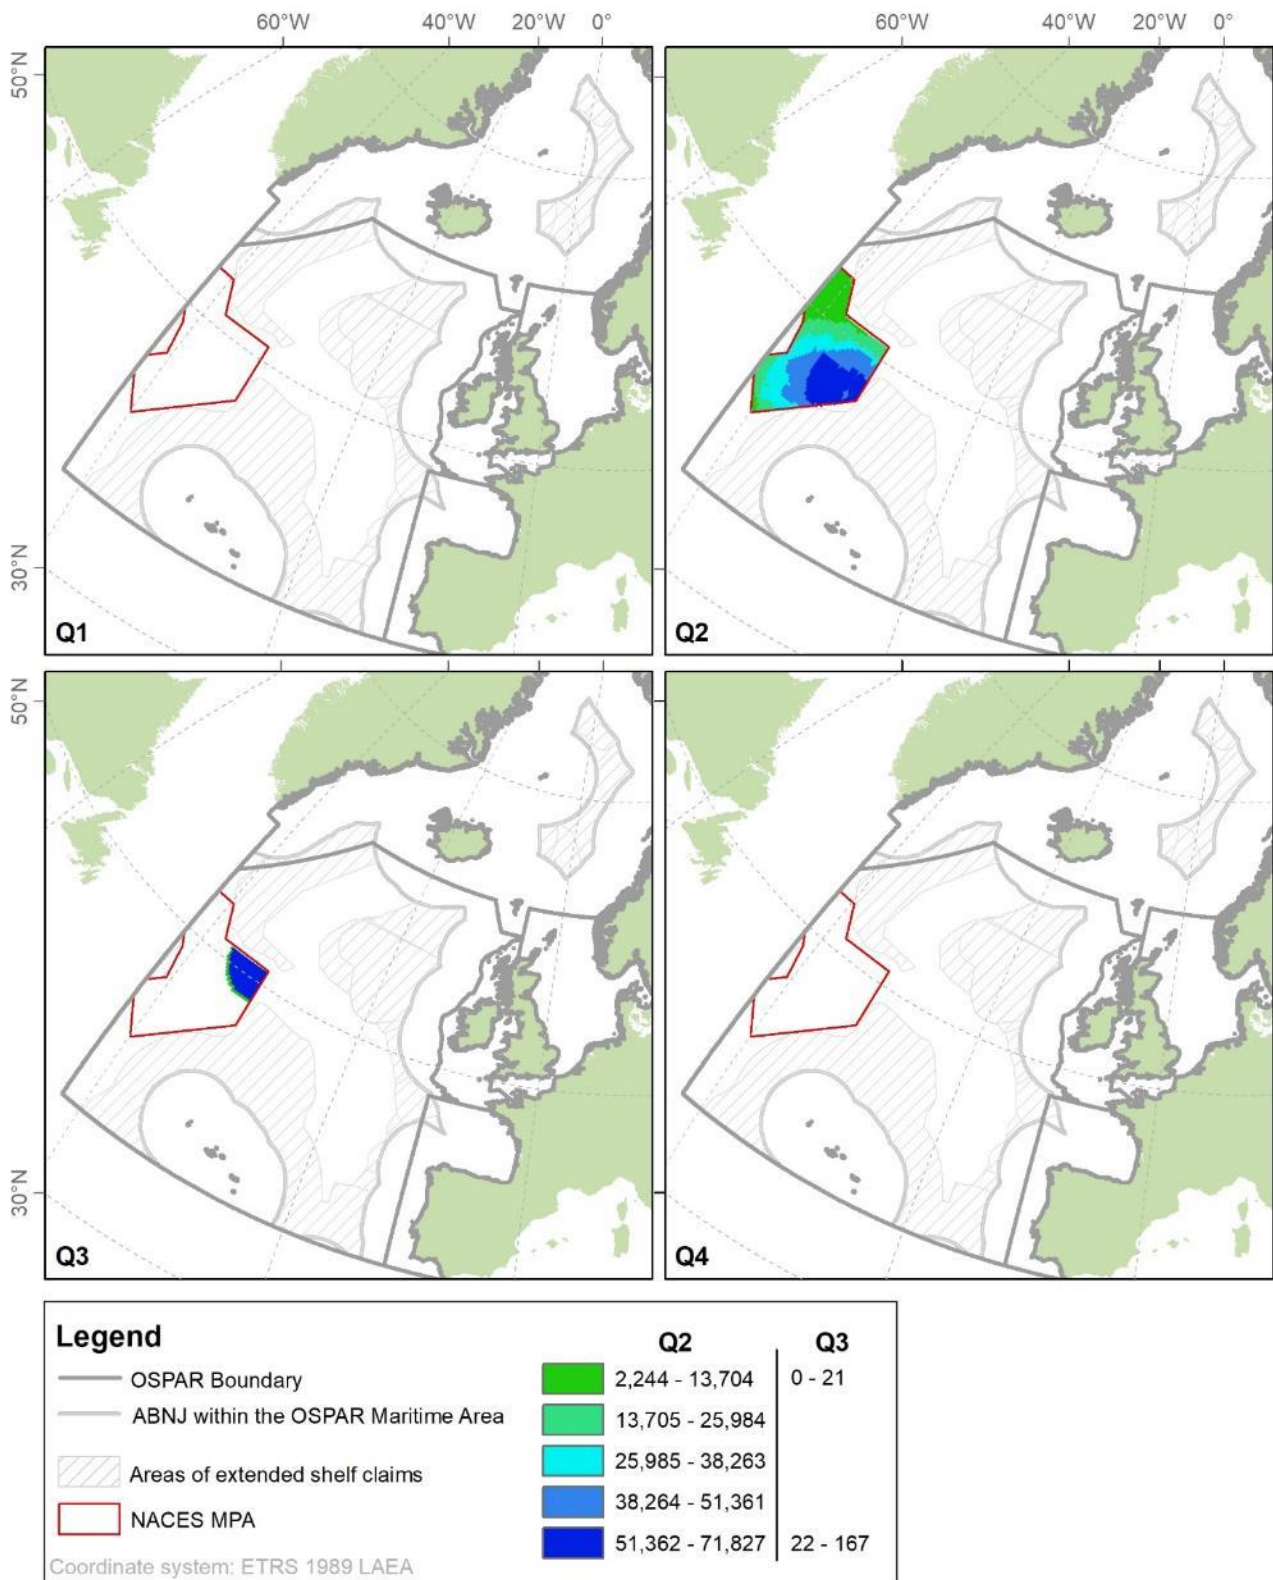 60°W 40°W 20°W 0° 60°W 40°W 20°W 0°
50°N
30°N
Q1 Q2
50°N
30°N
Q3 Q4
Legend
OSPAR Boundary
ABNJ within the OSPAR Maritime Area
Areas of extended shelf claims
NACES MPA
Coordinate system: ETRS 1989 LAEA
Q2 Q3
2,244 - 13,704 0 - 21
13,705 - 25,984
25,985 - 38,263
38,264 - 51,361
51,362 - 71,827 22 - 167